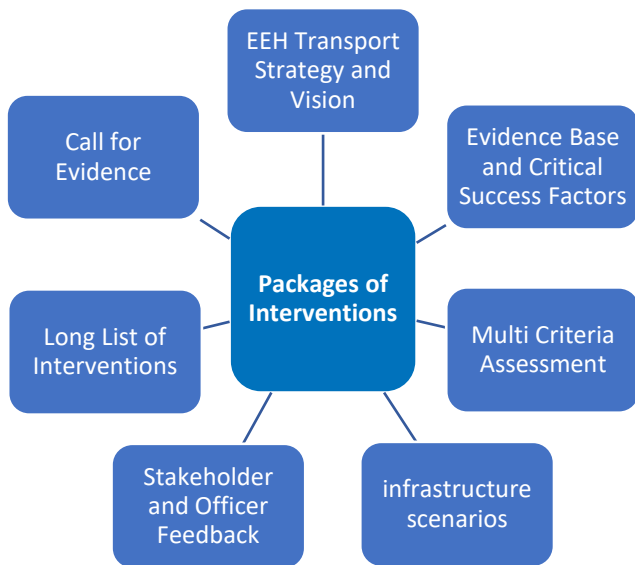 EEH Transport
Strategy and
Vision
Call for
Evidence
Evidence Base
and Critical
Success Factors
Packages of
Interventions
Long List of
Interventions
Multi Criteria
Assessment
Stakeholder
and Officer
Feedback
infrastructure
scenarios